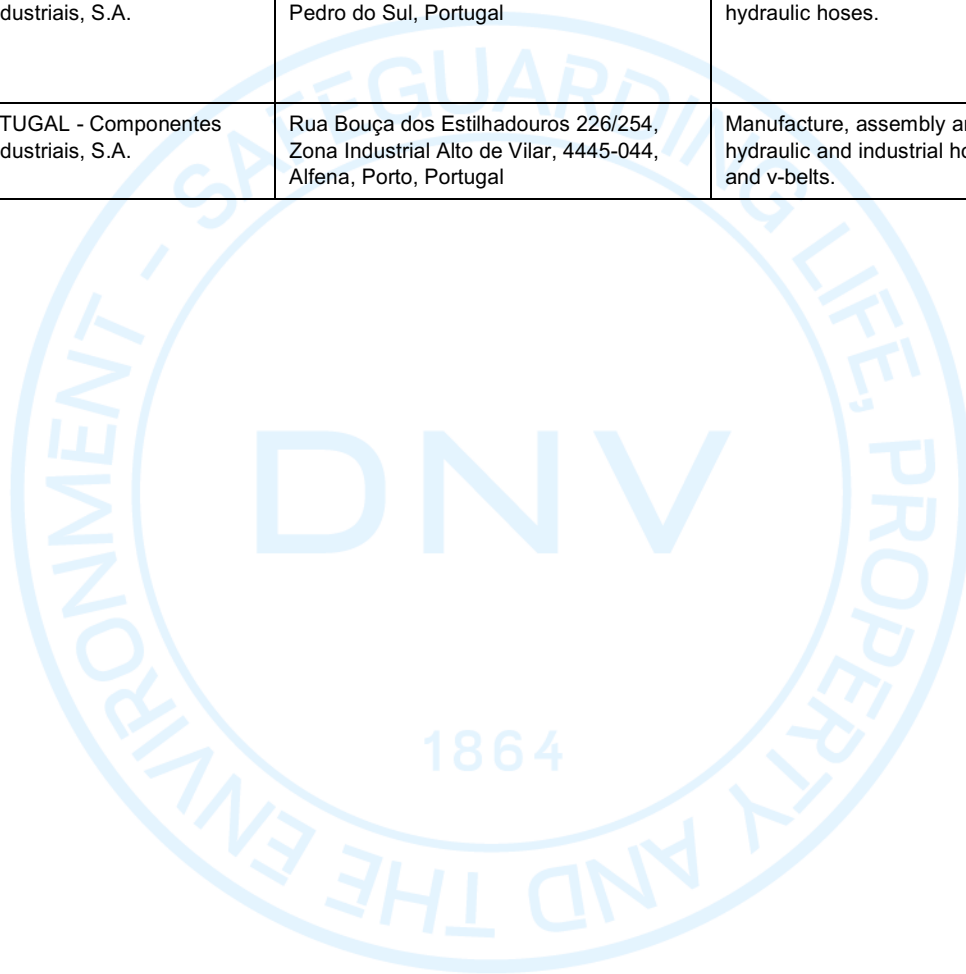 dustriais, S.A.
Pedro do Sul, Portugal
hydraulic hoses.
TUGAL - Componentes
dustriais, S.A.
Rua Bouça dos Estilhadouros 226/254,
Zona Industrial Alto de Vilar, 4445-044,
Alfena, Porto, Portugal
Manufacture, assembly a
hydraulic and industrial ho
and v-belts.
SAFEGUARDING LIFE, PROPERTY AND THE ENVIRONMENT -
DNV
1864